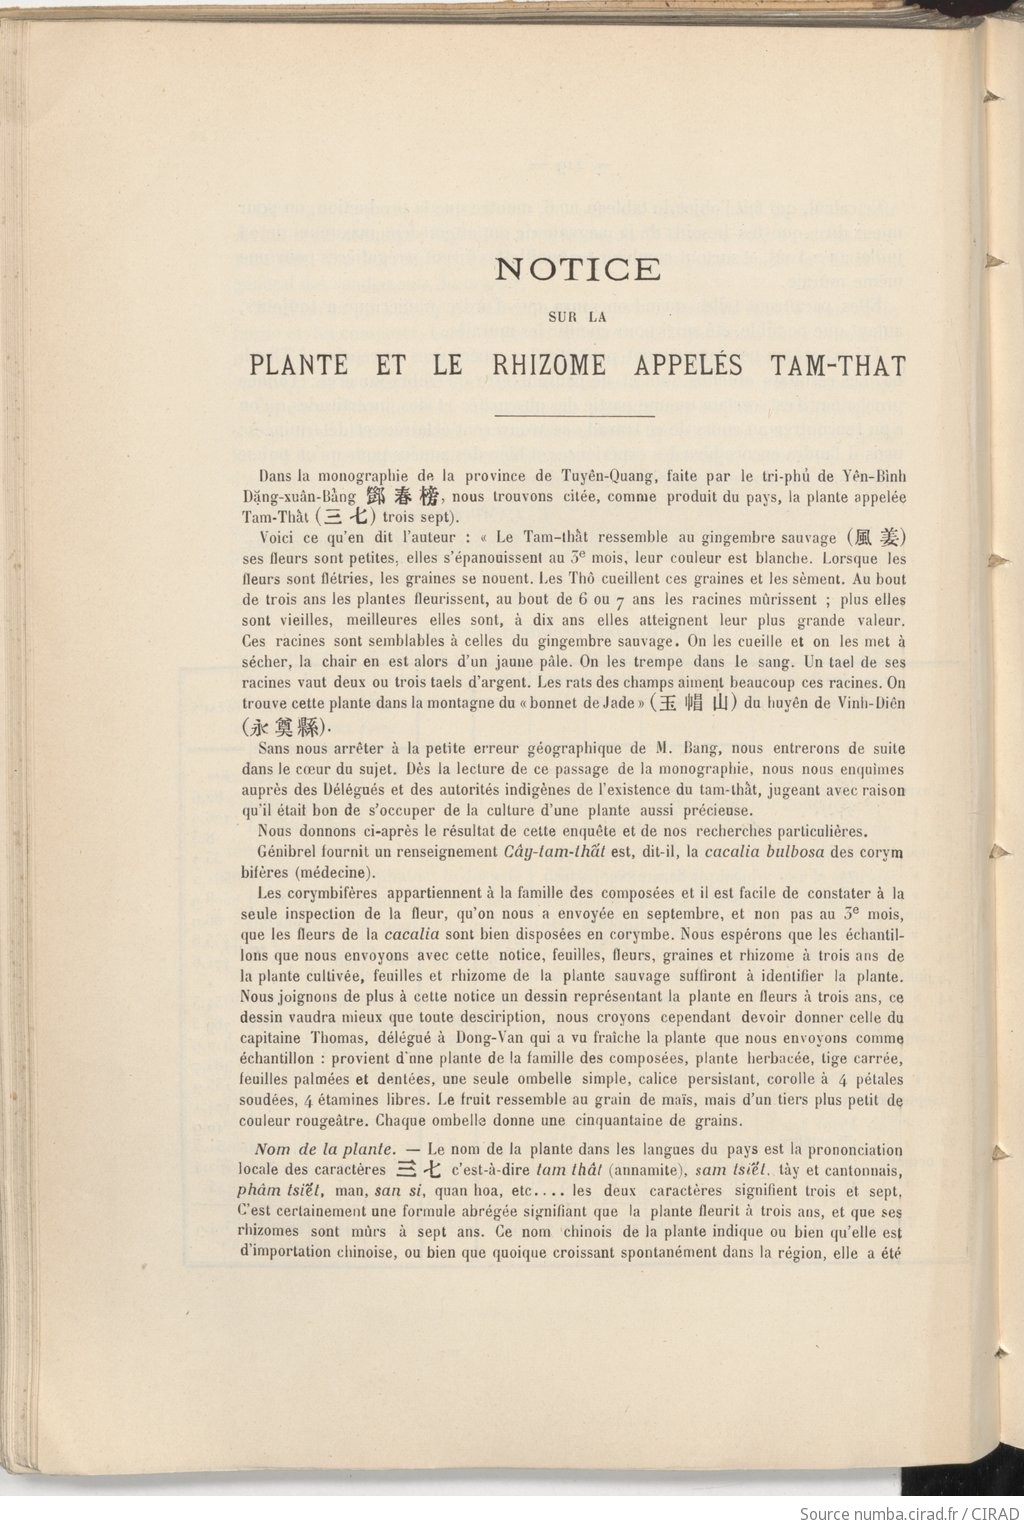 NOTICE
SUR LA
PLANTE ET LE RHIZOME APPELÉS TAM-THAT
Dans la monographie de la province de Tuyên-Quang, faite par le tri-phủ de Yên-Bình
Dặng-xuân-Bảng 鄧 春 榜, nous trouvons citée, comme produit du pays, la plante appelée
Tam-Thât (三 七) trois sept).
Voici ce qu'en dit l'auteur : « Le Tam-thât ressemble au gingembre sauvage (風 姜)
ses fleurs sont petites, elles s'épanouissent au 3e mois, leur couleur est blanche. Lorsque les
fleurs sont flétries, les graines se nouent. Les Thô cueillent ces graines et les sèment. Au bout
de trois ans les plantes fleurissent, au bout de 6 ou 7 ans les racines mûrissent ; plus elles
sont vieilles, meilleures elles sont, à dix ans elles atteignent leur plus grande valeur.
Ces racines sont semblables à celles du gingembre sauvage. On les cueille et on les met à
sécher, la chair en est alors d'un jaune pâle. On les trempe dans le sang. Un tael de ses
racines vaut deux ou trois taels d'argent. Les rats des champs aiment beaucoup ces racines. On
trouve cette plante dans la montagne du « bonnet de Jade » (玉 帽 山) du huyên de Vinh-Diên
(永 奠 縣).
Sans nous arrêter à la petite erreur géographique de M. Bang, nous entrerons de suite
dans le cœur du sujet. Dès la lecture de ce passage de la monographie, nous nous enquîmes
auprès des Délégués et des autorités indigènes de l'existence du tam-thât, jugeant avec raison
qu'il était bon de s'occuper de la culture d'une plante aussi précieuse.
Nous donnons ci-après le résultat de cette enquête et de nos recherches particulières.
Génibrel fournit un renseignement Cây-tam-thất est, dit-il, la cacalia bulbosa des corym
bifères (médecine).
Les corymbifères appartiennent à la famille des composées et il est facile de constater à la
seule inspection de la fleur, qu'on nous a envoyée en septembre, et non pas au 3e mois,
que les fleurs de la cacalia sont bien disposées en corymbe. Nous espérons que les échantil-
lons que nous envoyons avec cette notice, feuilles, fleurs, graines et rhizome à trois ans de
la plante cultivée, feuilles et rhizome de la plante sauvage suffiront à identifier la plante.
Nous joignons de plus à cette notice un dessin représentant la plante en fleurs à trois ans, ce
dessin vaudra mieux que toute desciription, nous croyons cependant devoir donner celle du
capitaine Thomas, délégué à Dong-Van qui a vu fraîche la plante que nous envoyons comme
échantillon : provient d'nne plante de la famille des composées, plante herbacée, tige carrée,
feuilles palmées et dentées, une seule ombelle simple, calice persistant, corolle à 4 pétales
soudées, 4 étamines libres. Le fruit ressemble au grain de maïs, mais d'un tiers plus petit de
couleur rougeâtre. Chaque ombelle donne une cinquantaine de grains.
Nom de la plante. — Le nom de la plante dans les langues du pays est la prononciation
locale des caractères 三 七 c'est-à-dire tam thât (annamite), sam tsiết, tày et cantonnais,
phâm tsiết, man, san si, quan hoa, etc.... les deux caractères signifient trois et sept.
C'est certainement une formule abrégée signifiant que la plante fleurit à trois ans, et que ses
rhizomes sont mûrs à sept ans. Ce nom chinois de la plante indique ou bien qu'elle est
d'importation chinoise, ou bien que quoique croissant spontanément dans la région, elle a été
Source numba.cirad.fr / CIRAD